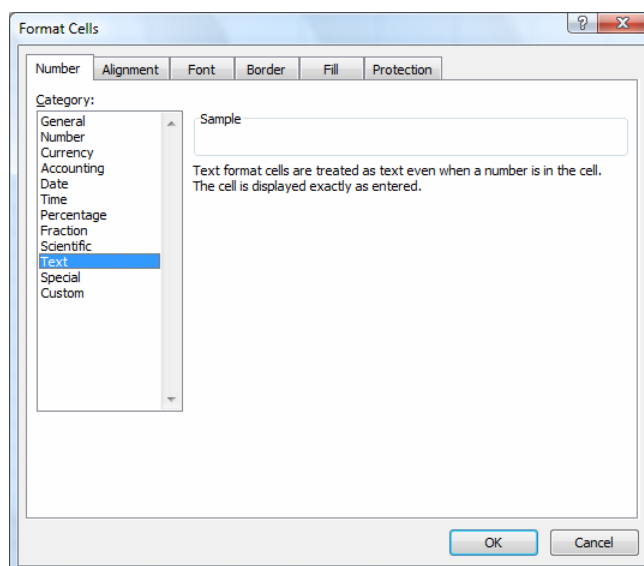 Format Cells
Number Alignment Font Border Fill Protection
Category:
General
Number
Currency
Accounting
Date
Time
Percentage
Fraction
Scientific
Text
Special
Custom
Sample
Text format cells are treated as text even when a number is in the cell.
The cell is displayed exactly as entered.
OK Cancel